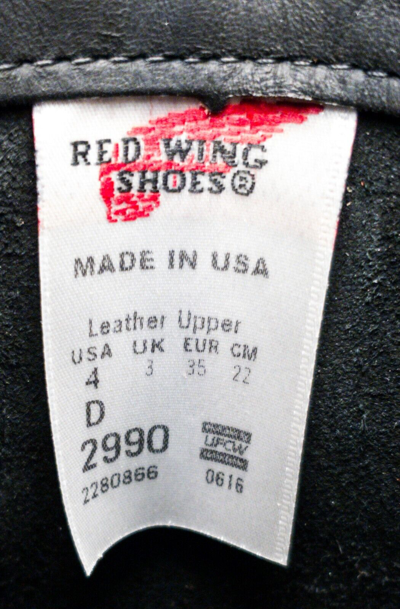 RED WING
SHOES®
MADE IN USA
Leather Upper
USA UK EUR CM
4 3 35 22
D
2990
UFCW
2280866 0616